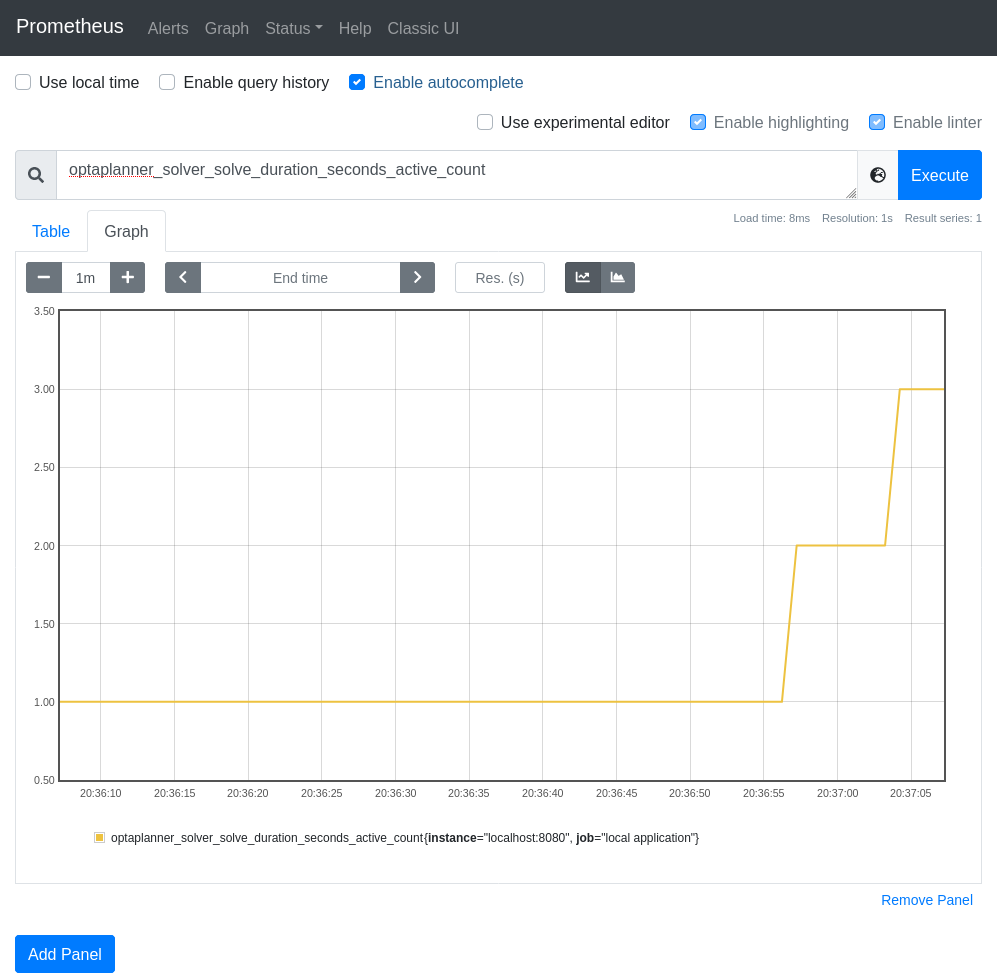 Prometheus Alerts Graph Status Help Classic UI
Use local time Enable query history Enable autocomplete
Use experimental editor Enable highlighting Enable linter
optaplanner_solver_solve_duration_seconds_active_count Execute
Load time: 8ms Resolution: 1s Result series: 1
Table Graph
1m End time Res. (s)
3.50
3.00
2.50
2.00
1.50
1.00
0.50
20:36:10 20:36:15 20:36:20 20:36:25 20:36:30 20:36:35 20:36:40 20:36:45 20:36:50 20:36:55 20:37:00 20:37:05
optaplanner_solver_solve_duration_seconds_active_count{instance="localhost:8080", job="local application"}
Remove Panel
Add Panel